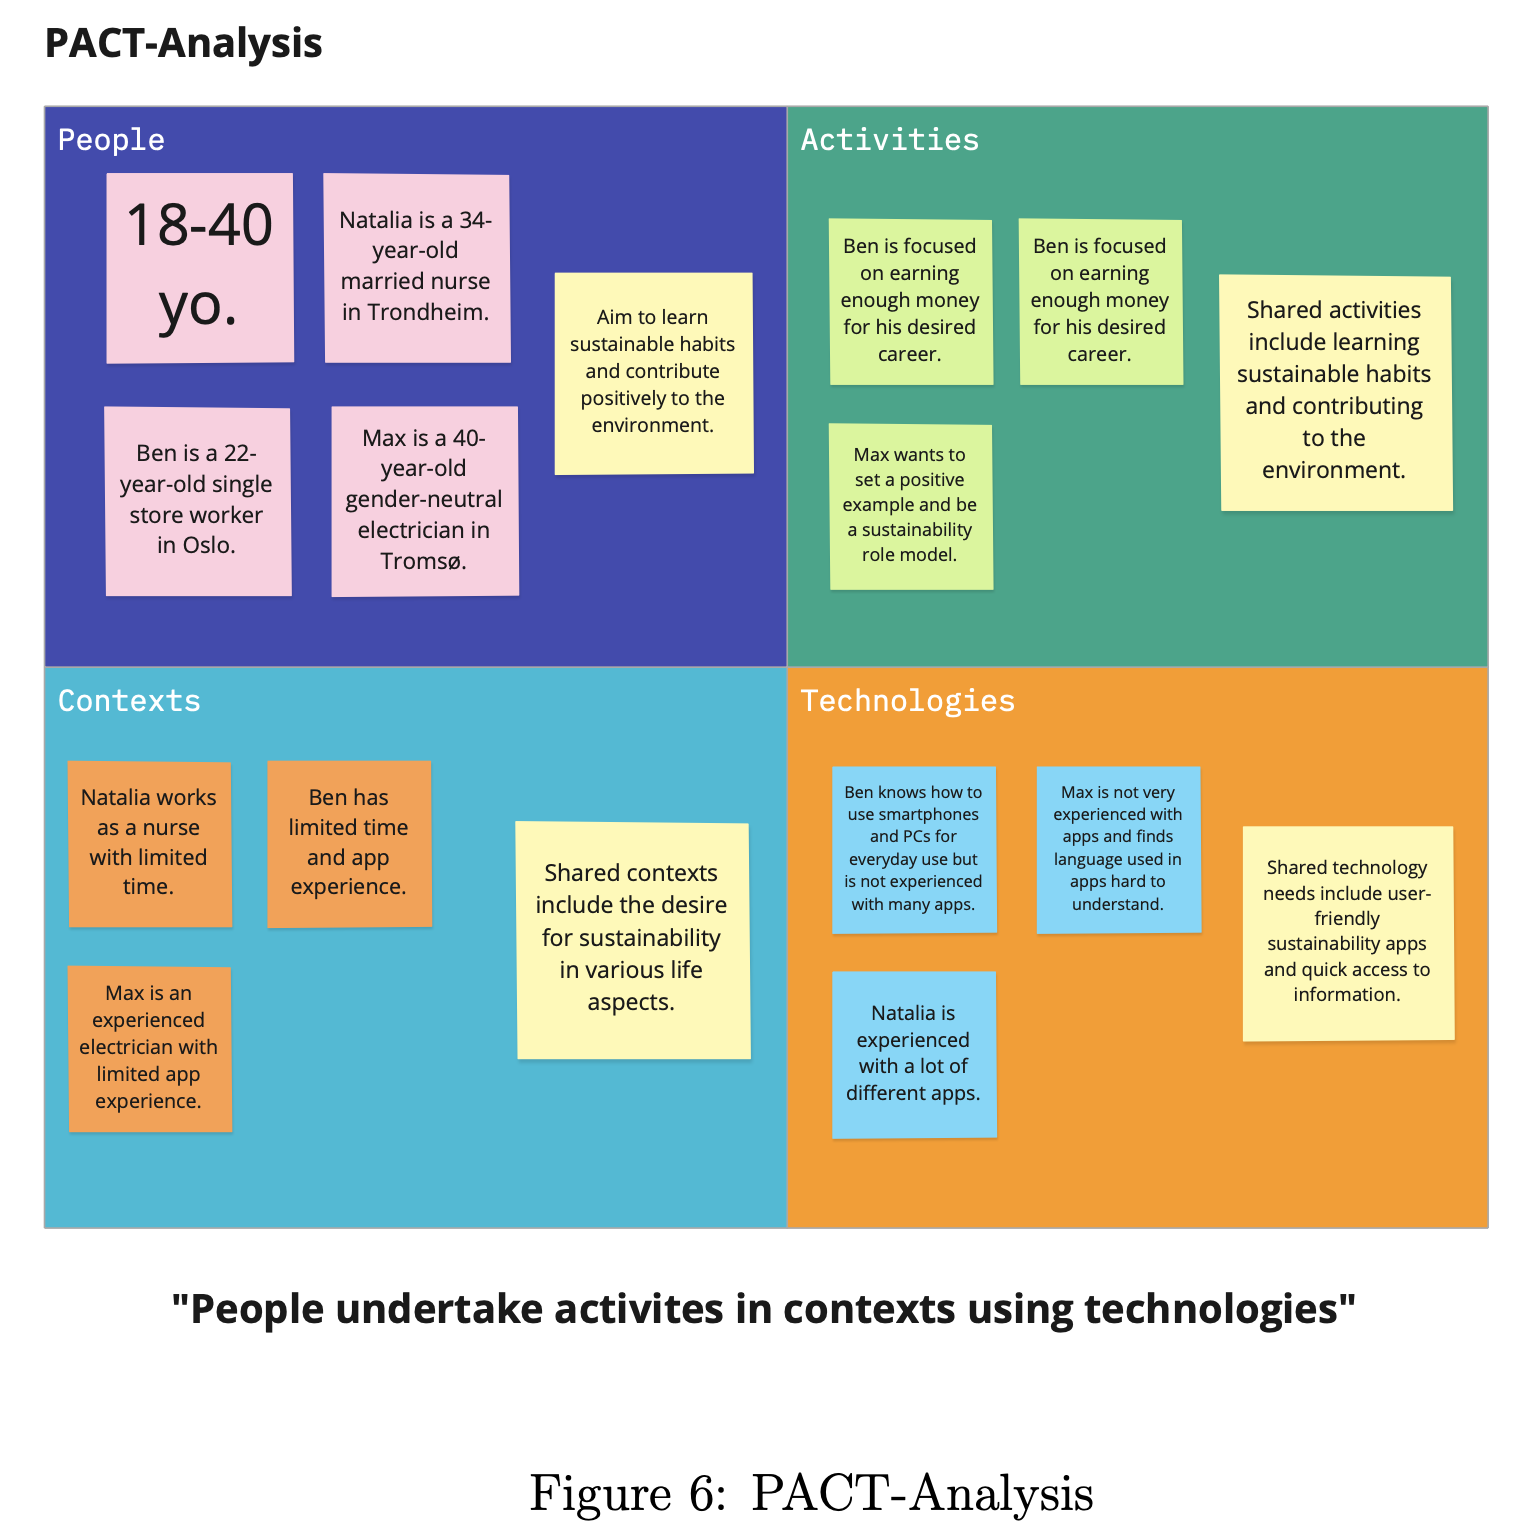 PACT-Analysis
People
18-40
yo.
Natalia is a 34-
year-old
married nurse
in Trondheim.
Aim to learn
sustainable habits
and contribute
positively to the
environment.
Ben is a 22-
year-old single
store worker
in Oslo.
Max is a 40-
year-old
gender-neutral
electrician in
Tromsø.
Activities
Ben is focused
on earning
enough money
for his desired
career.
Ben is focused
on earning
enough money
for his desired
career.
Shared activities
include learning
sustainable habits
and contributing
to the
environment.
Max wants to
set a positive
example and be
a sustainability
role model.
Contexts
Natalia works
as a nurse
with limited
time.
Ben has
limited time
and app
experience.
Shared contexts
include the desire
for sustainability
in various life
aspects.
Max is an
experienced
electrician with
limited app
experience.
Technologies
Ben knows how to
use smartphones
and PCs for
everyday use but
is not experienced
with many apps.
Max is not very
experienced with
apps and finds
language used in
apps hard to
understand.
Shared technology
needs include user-
friendly
sustainability apps
and quick access to
information.
Natalia is
experienced
with a lot of
different apps.
"People undertake activites in contexts using technologies"
Figure 6: PACT-Analysis